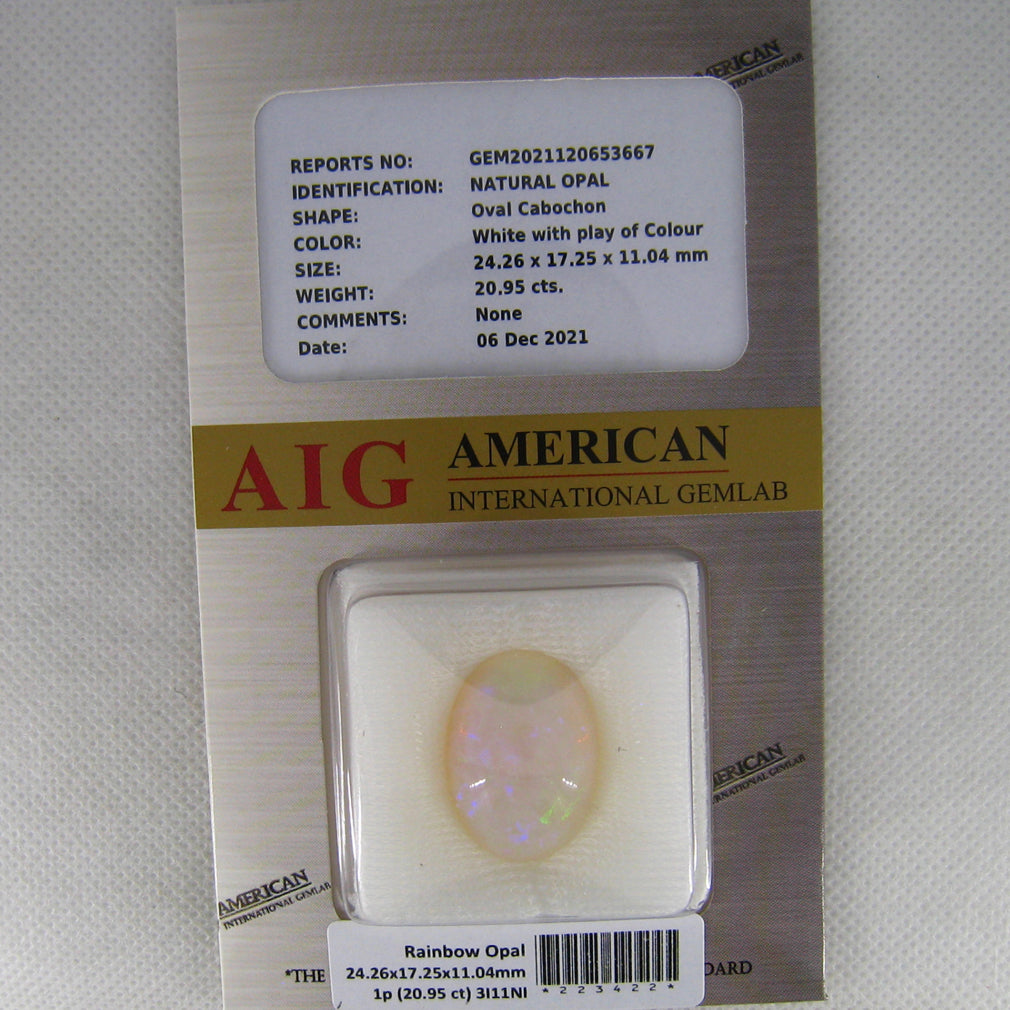 AMERICAN
INTERNATIONAL GEMLAB
REPORTS NO: GEM2021120653667
IDENTIFICATION: NATURAL OPAL
SHAPE: Oval Cabochon
COLOR: White with play of Colour
SIZE: 24.26 x 17.25 x 11.04 mm
WEIGHT: 20.95 cts.
COMMENTS: None
Date: 06 Dec 2021
AIG AMERICAN
INTERNATIONAL GEMLAB
AMERICAN
INTERNATIONAL GEMLAB
AMERICAN
INTERNATIONAL GEMLAB
*THE
Rainbow Opal
24.26x17.25x11.04mm
1p (20.95 ct) 3I11NI
*223422*